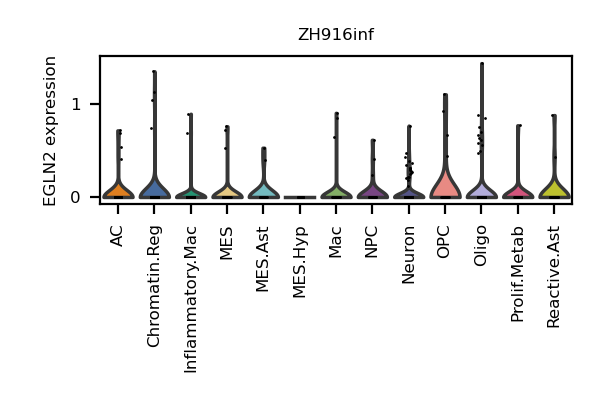 ZH916inf
EGLN2 expression
1
0
AC
Chromatin.Reg
Inflammatory.Mac
MES
MES.Ast
MES.Hyp
Mac
NPC
Neuron
OPC
Oligo
Prolif.Metab
Reactive.Ast